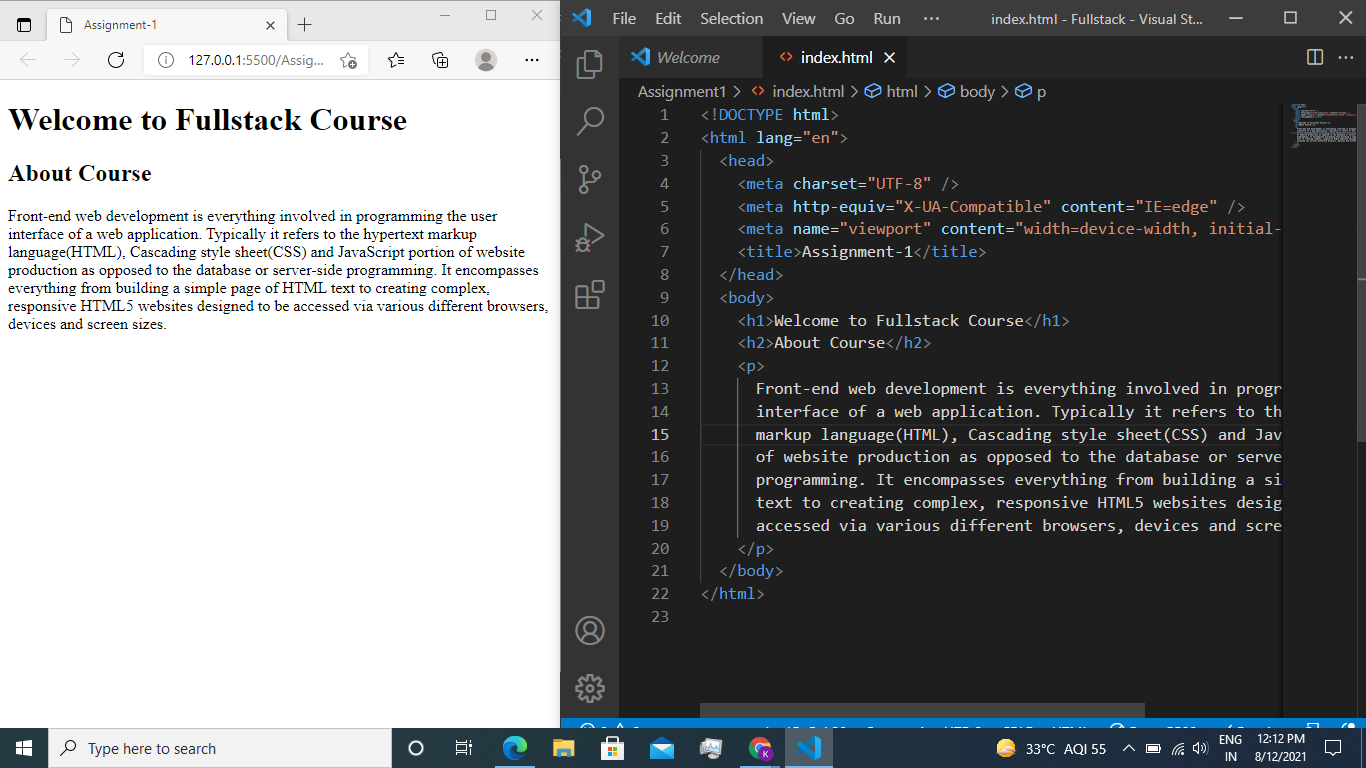 Assignment-1
127.0.0.1:5500/Assig...
Welcome to Fullstack Course
About Course
Front-end web development is everything involved in programming the user
interface of a web application. Typically it refers to the hypertext markup
language(HTML), Cascading style sheet(CSS) and JavaScript portion of website
production as opposed to the database or server-side programming. It encompasses
everything from building a simple page of HTML text to creating complex,
responsive HTML5 websites designed to be accessed via various different browsers,
devices and screen sizes.
File Edit Selection View Go Run ··· index.html - Fullstack - Visual St...
Welcome <> index.html
Assignment1 > <> index.html > html > body > p
1 <!DOCTYPE html>
2 <html lang="en">
3 <head>
4 <meta charset="UTF-8" />
5 <meta http-equiv="X-UA-Compatible" content="IE=edge" />
6 <meta name="viewport" content="width=device-width, initial-
7 <title>Assignment-1</title>
8 </head>
9 <body>
10 <h1>Welcome to Fullstack Course</h1>
11 <h2>About Course</h2>
12 <p>
13 Front-end web development is everything involved in progr
14 interface of a web application. Typically it refers to th
15 markup language(HTML), Cascading style sheet(CSS) and Jav
16 of website production as opposed to the database or serve
17 programming. It encompasses everything from building a si
18 text to creating complex, responsive HTML5 websites desig
19 accessed via various different browsers, devices and scre
20 </p>
21 </body>
22 </html>
23
Type here to search
K
33°C AQI 55
ENG
IN
12:12 PM
8/12/2021